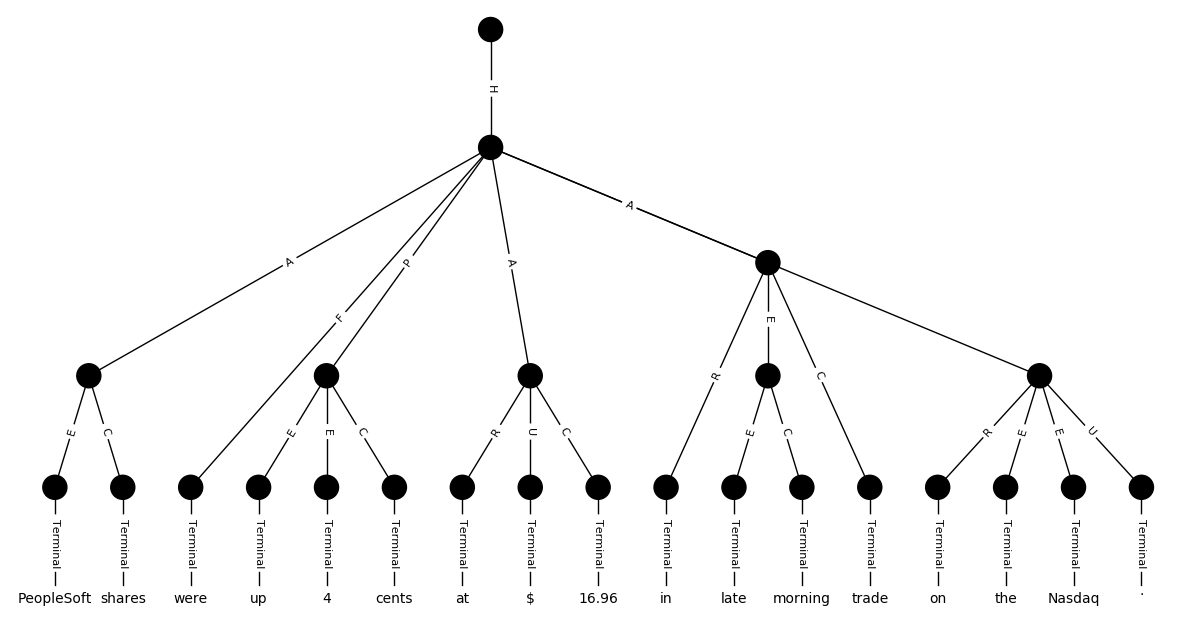 H
A
A
P
A
F
E
R
C
E
C
E
E
C
R
U
C
E
C
R
E
E
U
Terminal Terminal Terminal Terminal Terminal Terminal Terminal Terminal Terminal Terminal Terminal Terminal Terminal Terminal Terminal Terminal Terminal
PeopleSoft shares were up 4 cents at $ 16.96 in late morning trade on the Nasdaq .